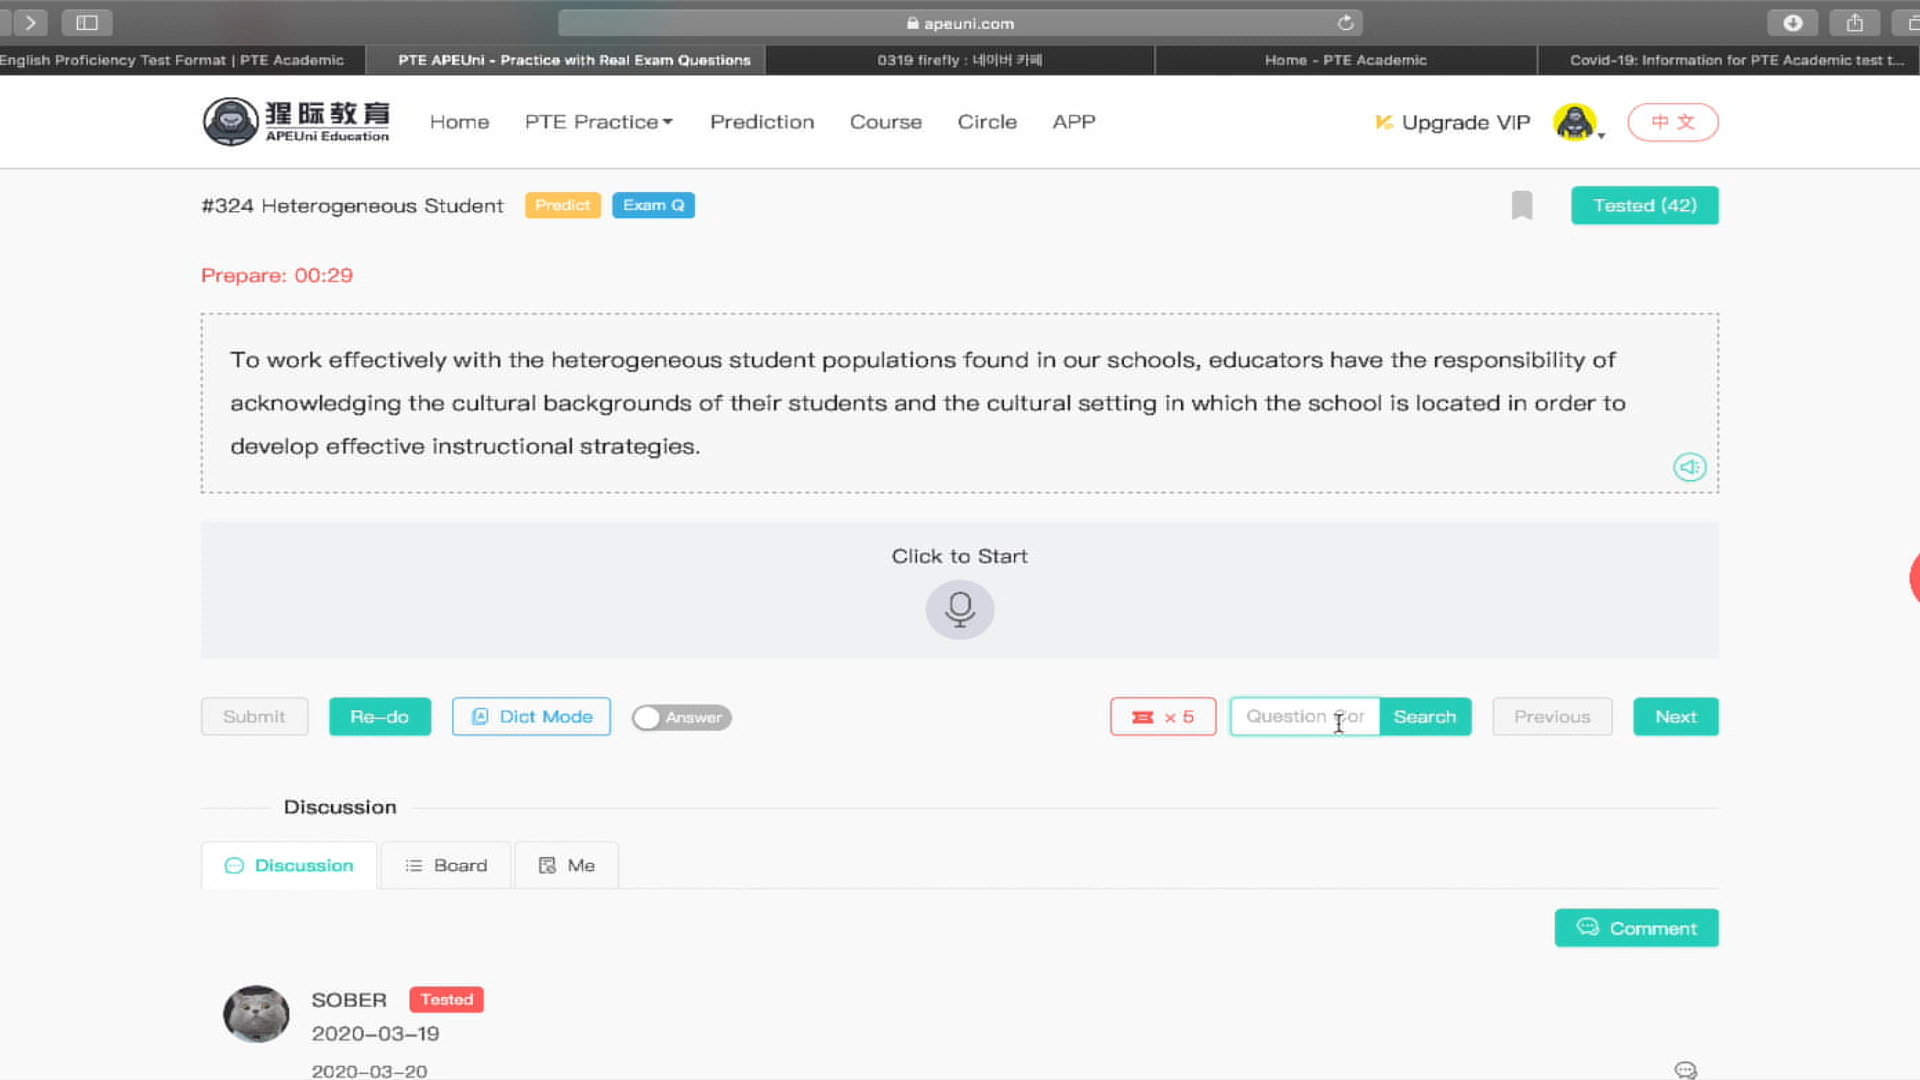 apeuni.com
English Proficiency Test Format | PTE Academic
PTE APEUni - Practice with Real Exam Questions
0319 firefly : 네이버 카페
Home - PTE Academic
Covid-19: Information for PTE Academic test t...
猩际教育
APEUni Education
Home
PTE Practice
Prediction
Course
Circle
APP
Upgrade VIP
中文
#324 Heterogeneous Student
Predict
Exam Q
Tested (42)
Prepare: 00:29
To work effectively with the heterogeneous student populations found in our schools, educators have the responsibility of
acknowledging the cultural backgrounds of their students and the cultural setting in which the school is located in order to
develop effective instructional strategies.
Click to Start
Submit
Re-do
Dict Mode
Answer
× 5
Question Cor
Search
Previous
Next
Discussion
Discussion
Board
Me
Comment
SOBER
Tested
2020-03-19
2020-03-20